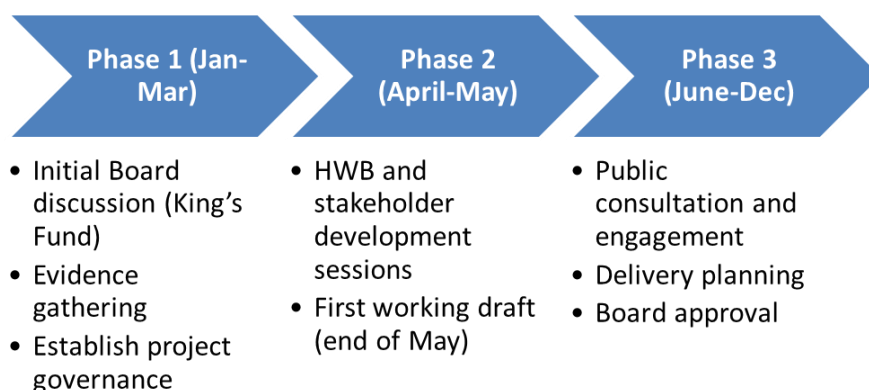 Phase 1 (Jan-
Mar)
• Initial Board
discussion (King's
Fund)
• Evidence
gathering
• Establish project
governance
Phase 2
(April-May)
• HWB and
stakeholder
development
sessions
• First working draft
(end of May)
Phase 3
(June-Dec)
• Public
consultation and
engagement
• Delivery planning
• Board approval